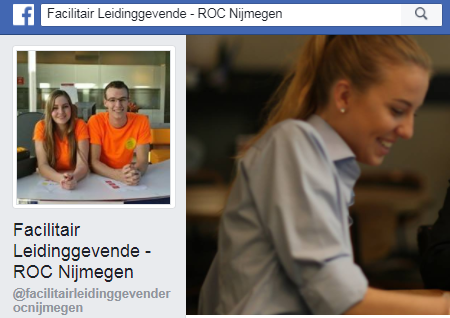 Facilitair Leidinggevende - ROC Nijmegen
Facilitair
Leidinggevende -
ROC Nijmegen
@facilitairleidinggevender
ocnijmegen